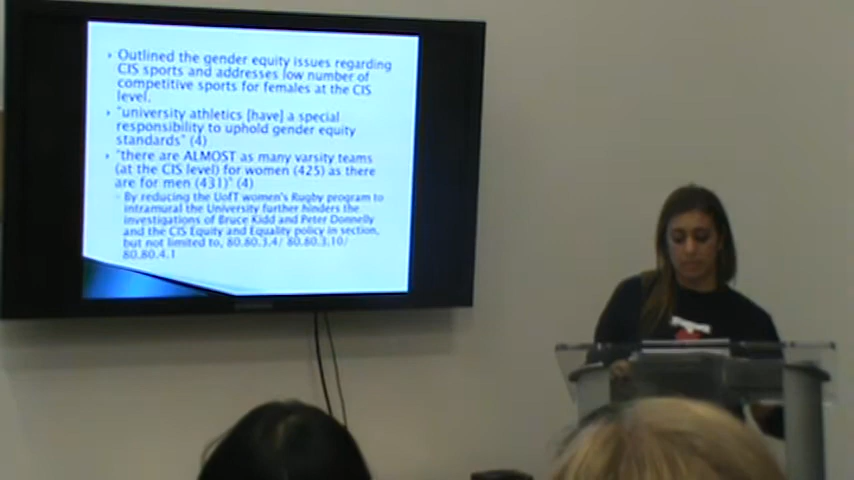 Outlined the gender equity issues regarding
CIS sports and addresses low number of
competitive sports for females at the CIS
level.
"university athletics [have] a special
responsibility to uphold gender equity
standards" (4)
"there are ALMOST as many varsity teams
(at the CIS level) for women (425) as there
are for men (431)" (4)
By reducing the UofT women's Rugby program to
intramural the University further hinders the
investigations of Bruce Kidd and Peter Donnelly
and the CIS Equity and Equality policy in section,
but not limited to, 80.80.3.4/ 80.80.3.10/
80.80.4.1